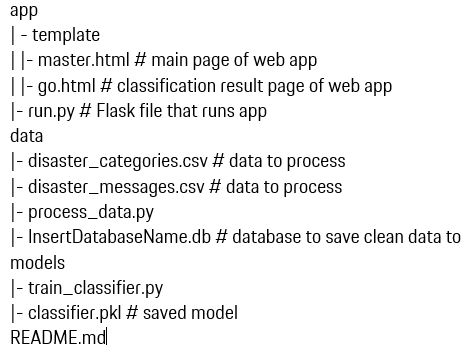 app
| - template
| |- master.html # main page of web app
| |- go.html # classification result page of web app
|- run.py # Flask file that runs app
data
|- disaster_categories.csv # data to process
|- disaster_messages.csv # data to process
|- process_data.py
|- InsertDatabaseName.db # database to save clean data to
models
|- train_classifier.py
|- classifier.pkl # saved model
README.md